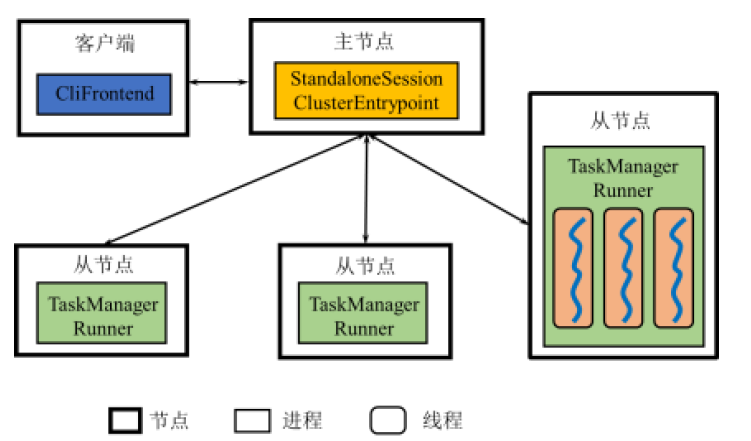 客户端
CliFrontend
主节点
StandaloneSession
ClusterEntrypoint
从节点
TaskManager
Runner
从节点
TaskManager
Runner
从节点
TaskManager
Runner
节点
进程
线程